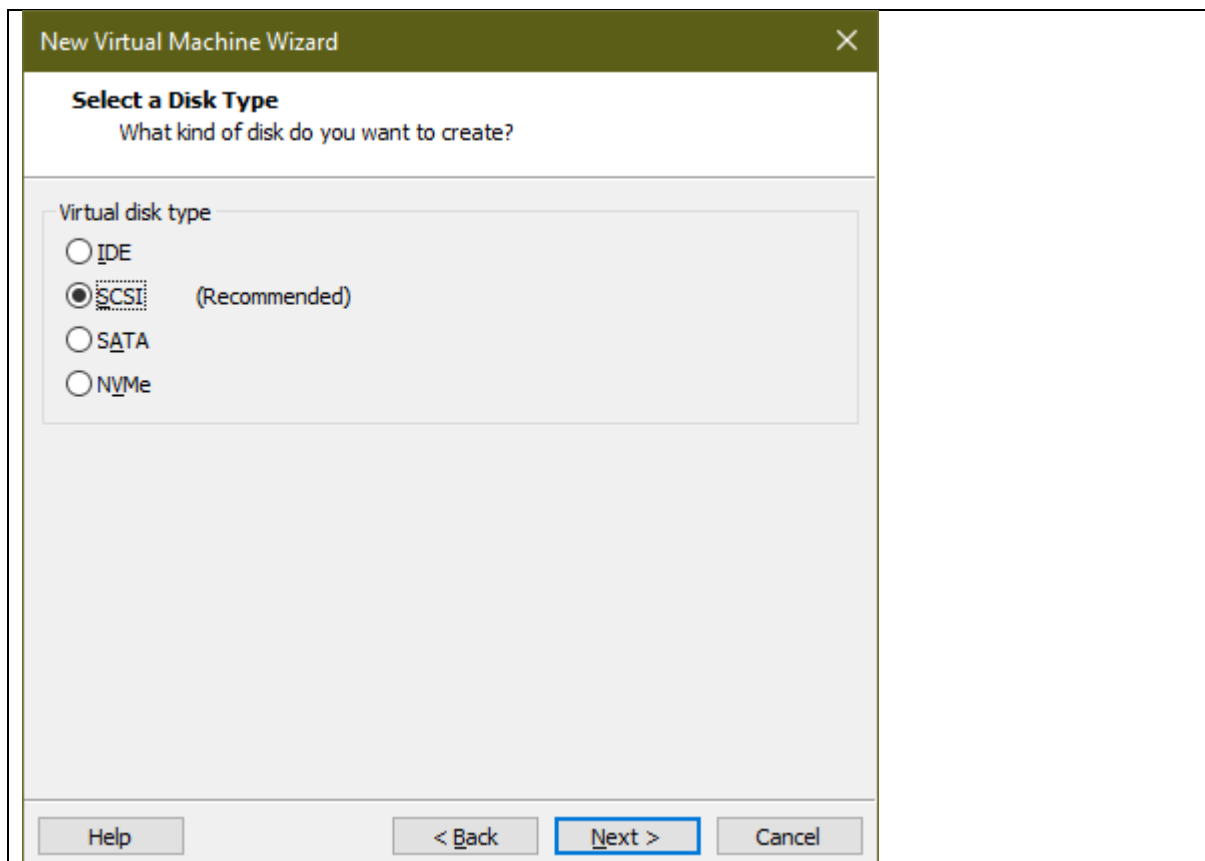 New Virtual Machine Wizard
Select a Disk Type
What kind of disk do you want to create?
Virtual disk type
IDE
SCSI (Recommended)
SATA
NVMe
Help < Back Next > Cancel